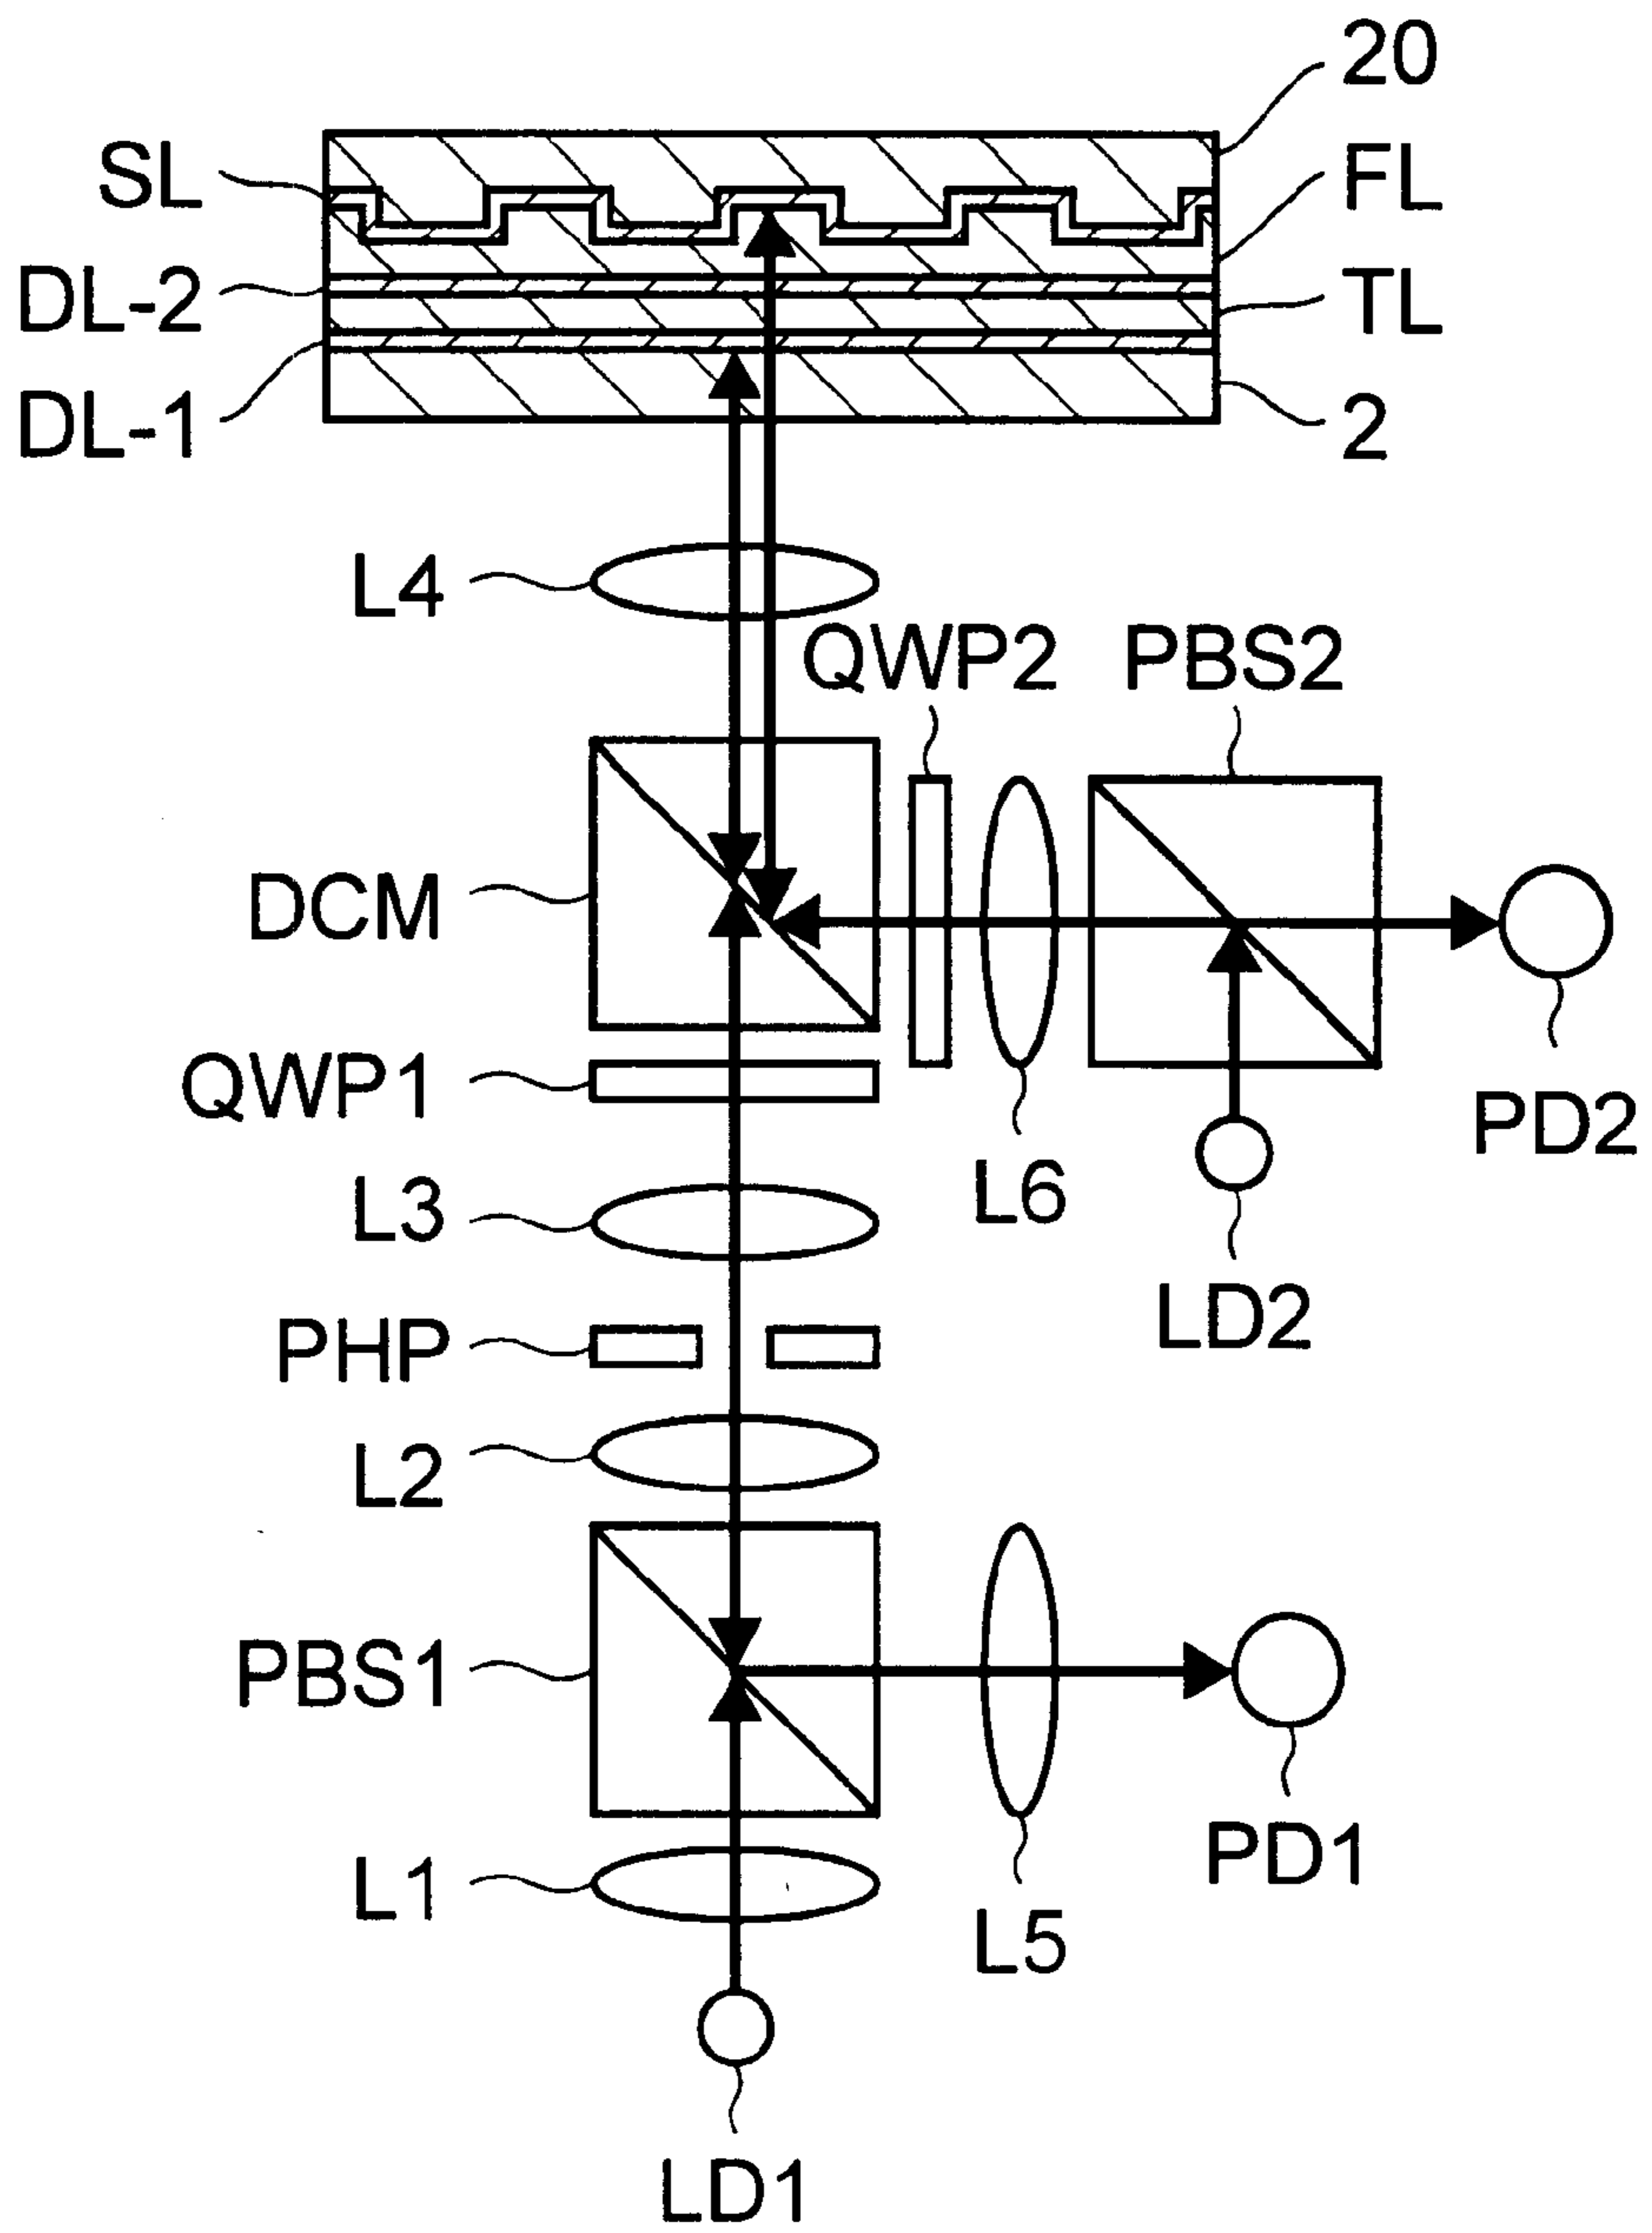 20
SL
FL
DL-2
TL
DL-1
2
L4
QWP2
PBS2
DCM
QWP1
PD2
L3
L6
LD2
PHP
L2
PBS1
PD1
L1
L5
LD1